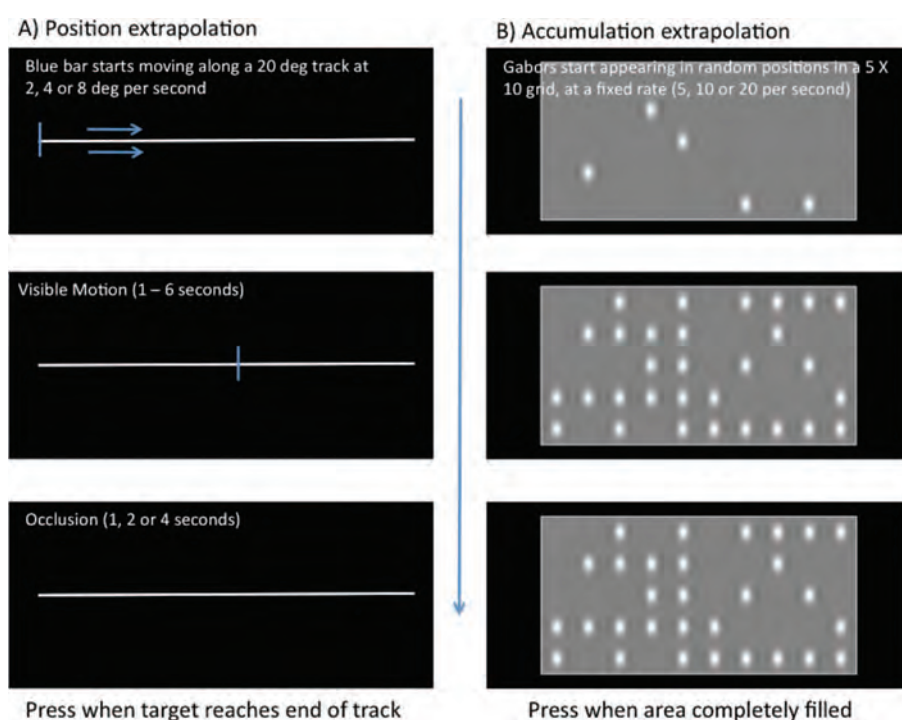 A) Position extrapolation
Blue bar starts moving along a 20 deg track at
2, 4 or 8 deg per second
Visible Motion (1 – 6 seconds)
Occlusion (1, 2 or 4 seconds)
Press when target reaches end of track
B) Accumulation extrapolation
Gabors start appearing in random positions in a 5 X
10 grid, at a fixed rate (5, 10 or 20 per second)
Press when area completely filled